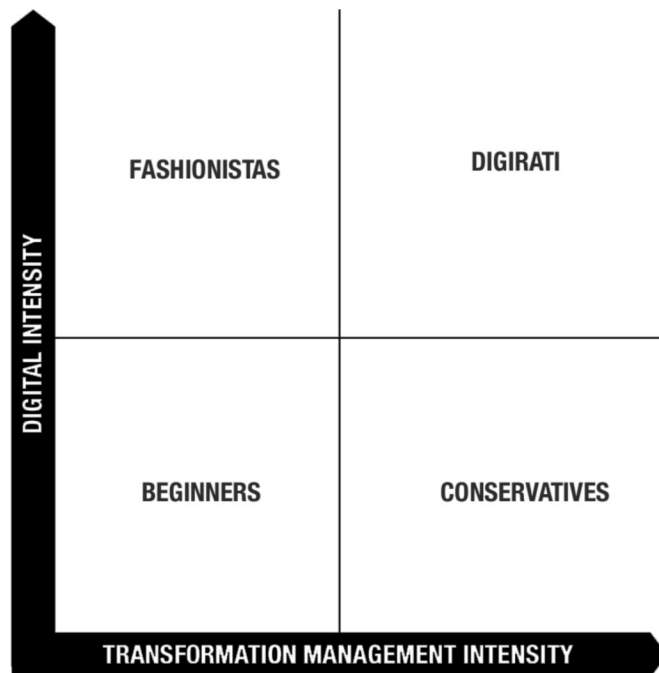 FASHIONISTAS
DIGIRATI
DIGITAL INTENSITY
BEGINNERS
CONSERVATIVES
TRANSFORMATION MANAGEMENT INTENSITY